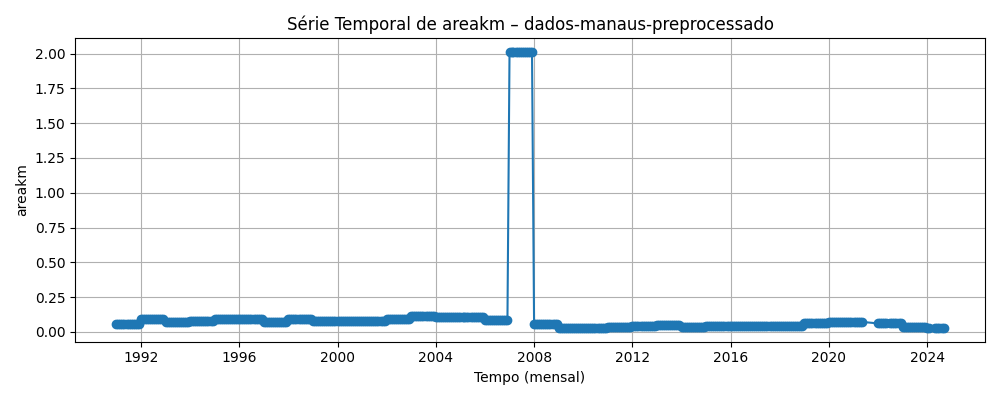 Série Temporal de areakm – dados-manaus-preprocessado
areakm
2.00
1.75
1.50
1.25
1.00
0.75
0.50
0.25
0.00
1992 1996 2000 2004 2008 2012 2016 2020 2024
Tempo (mensal)